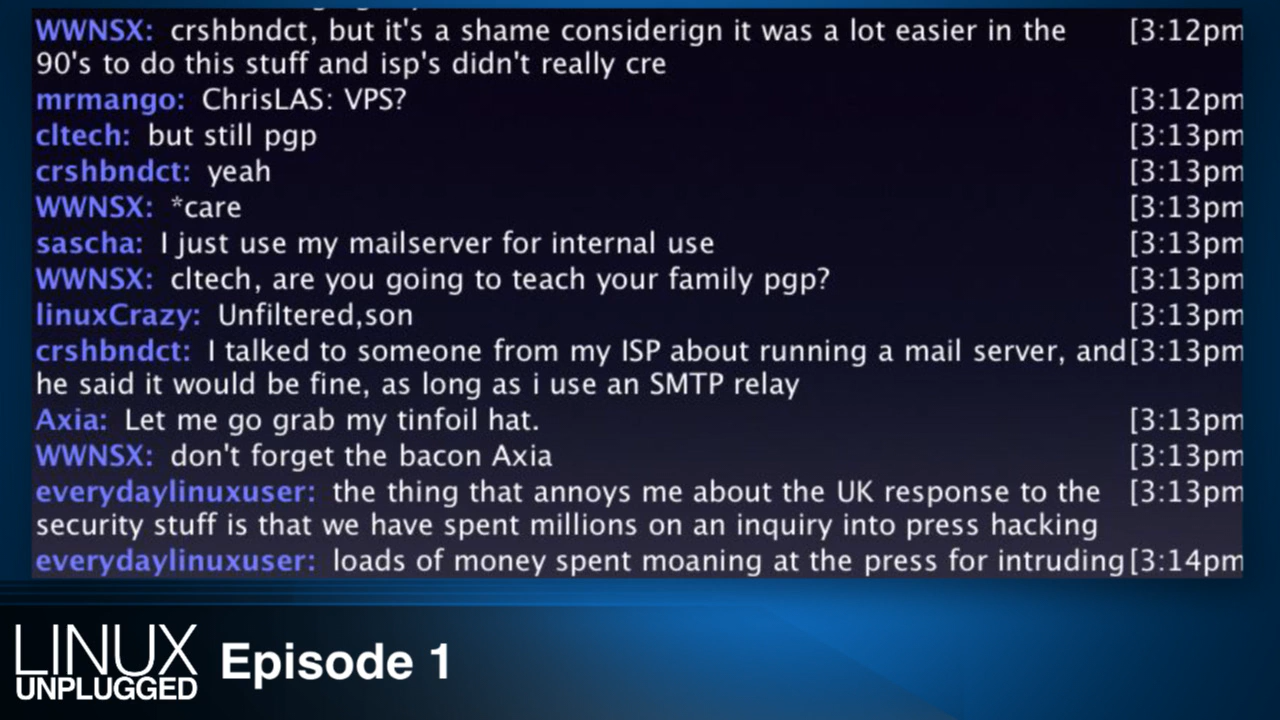 WWNSX: crshbndct, but it's a shame considerign it was a lot easier in the [3:12pm
90's to do this stuff and isp's didn't really cre
mrmango: ChrisLAS: VPS? [3:12pm
cltech: but still pgp [3:13pm
crshbndct: yeah [3:13pm
WWNSX: *care [3:13pm
sascha: I just use my mailserver for internal use [3:13pm
WWNSX: cltech, are you going to teach your family pgp? [3:13pm
linuxCrazy: Unfiltered,son [3:13pm
crshbndct: I talked to someone from my ISP about running a mail server, and [3:13pm
he said it would be fine, as long as i use an SMTP relay
Axia: Let me go grab my tinfoil hat. [3:13pm
WWNSX: don't forget the bacon Axia [3:13pm
everydaylinuxuser: the thing that annoys me about the UK response to the [3:13pm
security stuff is that we have spent millions on an inquiry into press hacking
everydaylinuxuser: loads of money spent moaning at the press for intruding [3:14pm
LINUX
UNPLUGGED
Episode 1